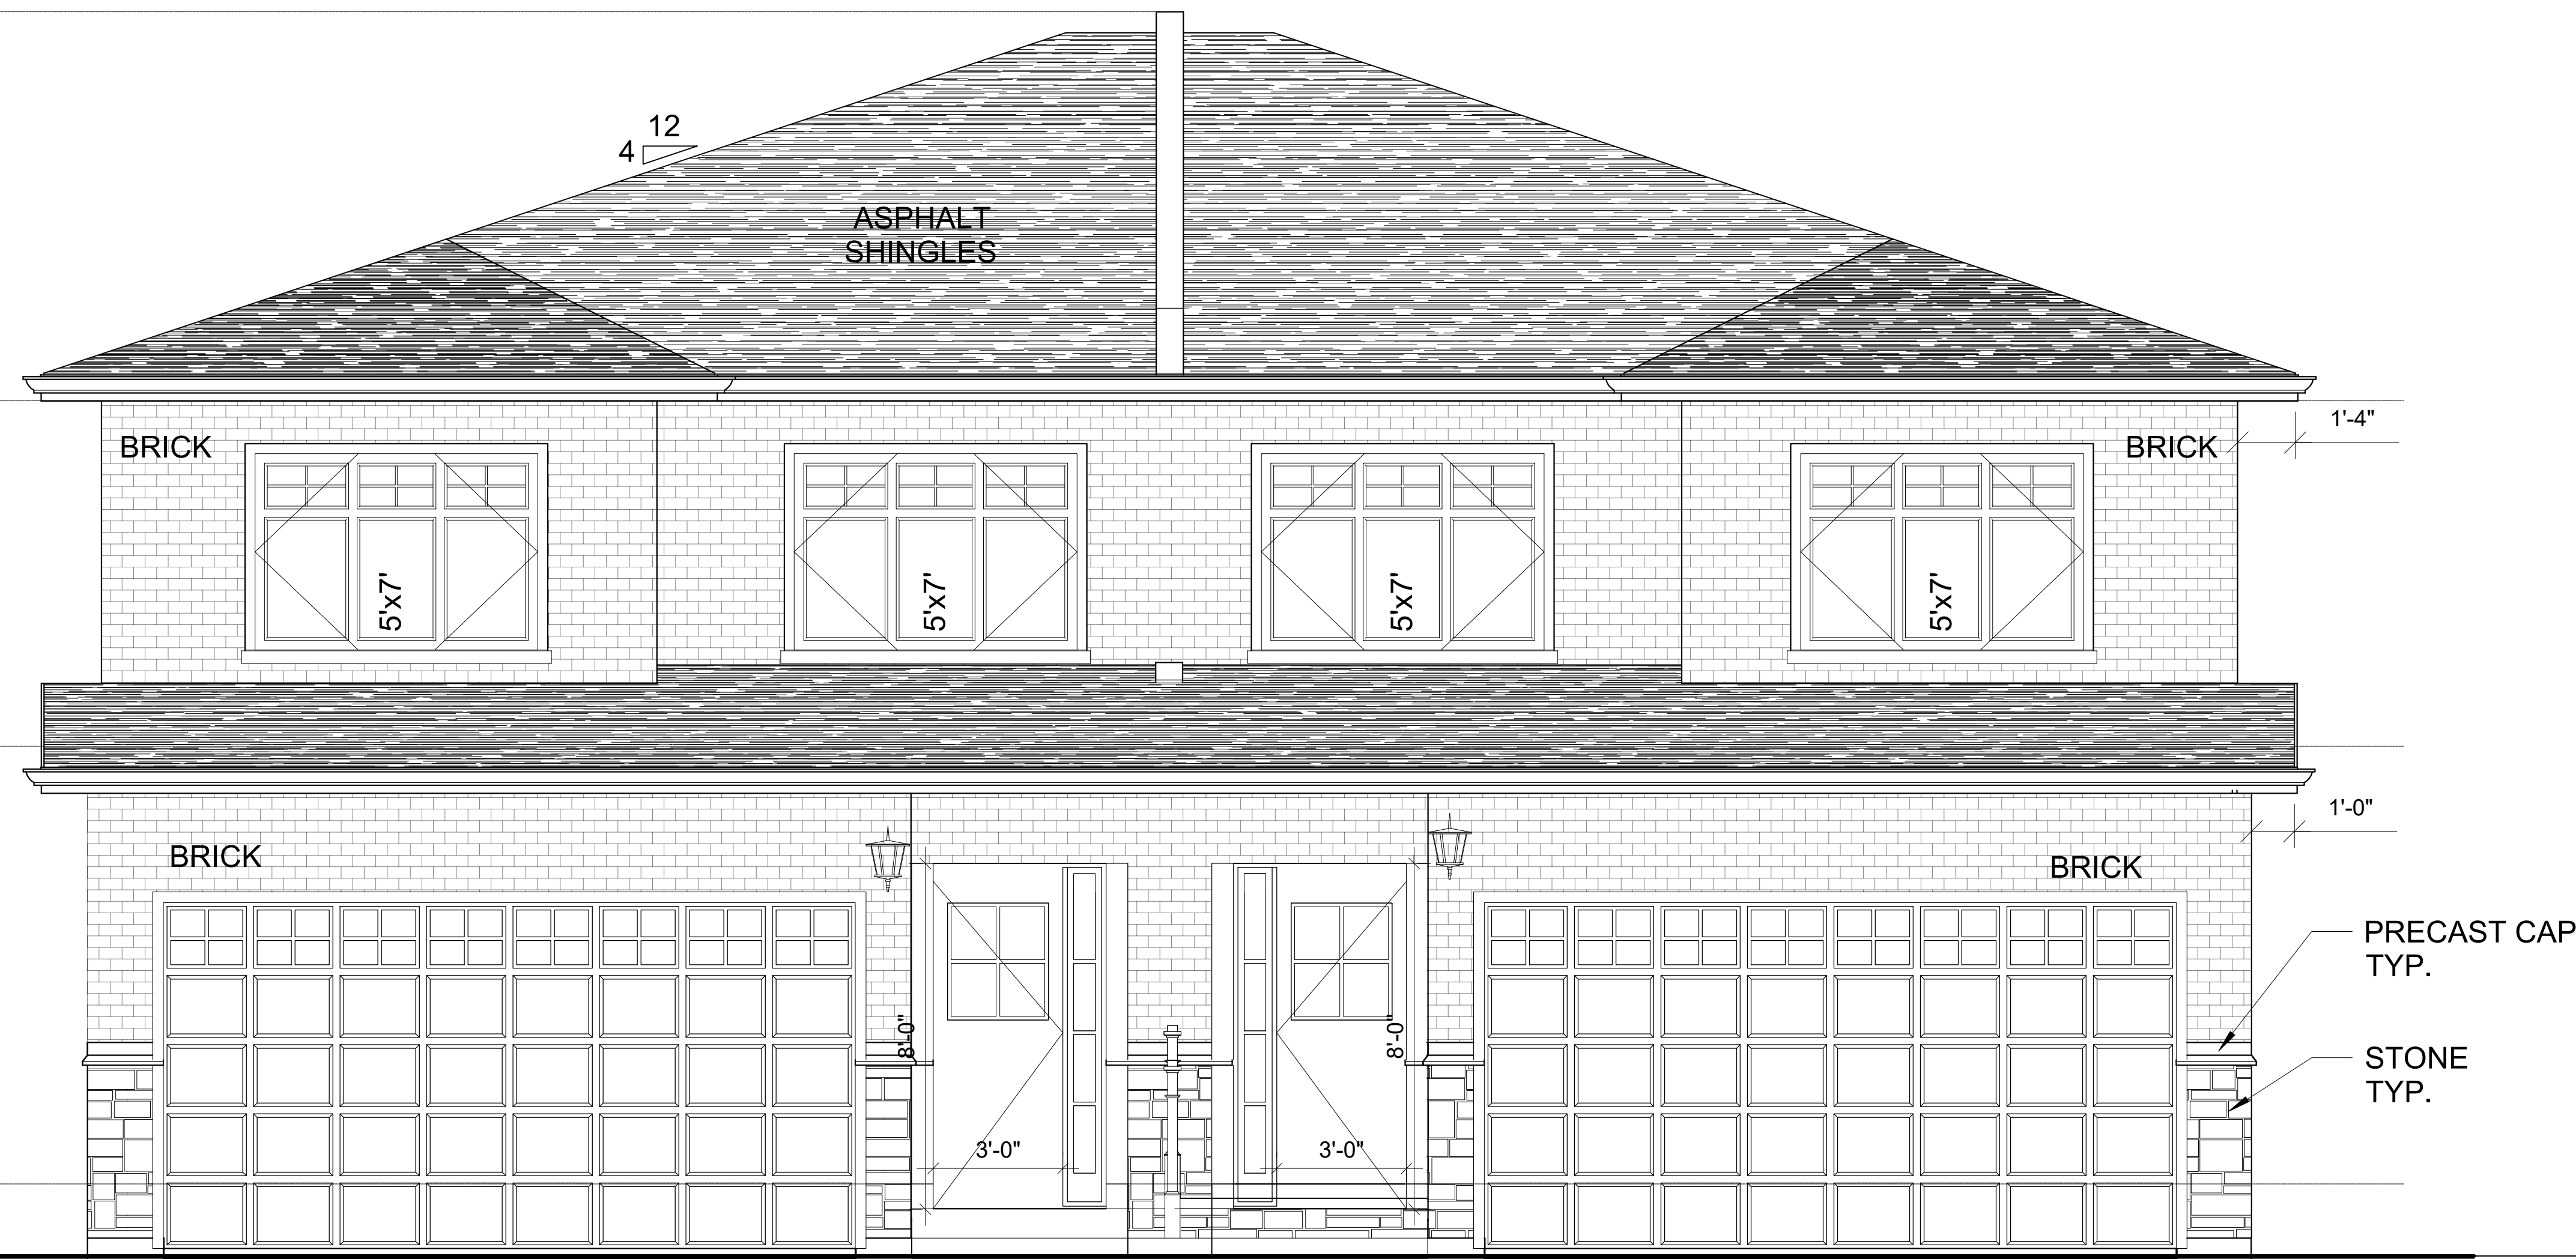 12
4
ASPHALT
SHINGLES
1'-4"
BRICK
BRICK
5'x7'
5'x7'
5'x7'
5'x7'
1'-0"
BRICK
BRICK
PRECAST CAP
TYP.
8'-0"
8'-0"
STONE
TYP.
3'-0"
3'-0"